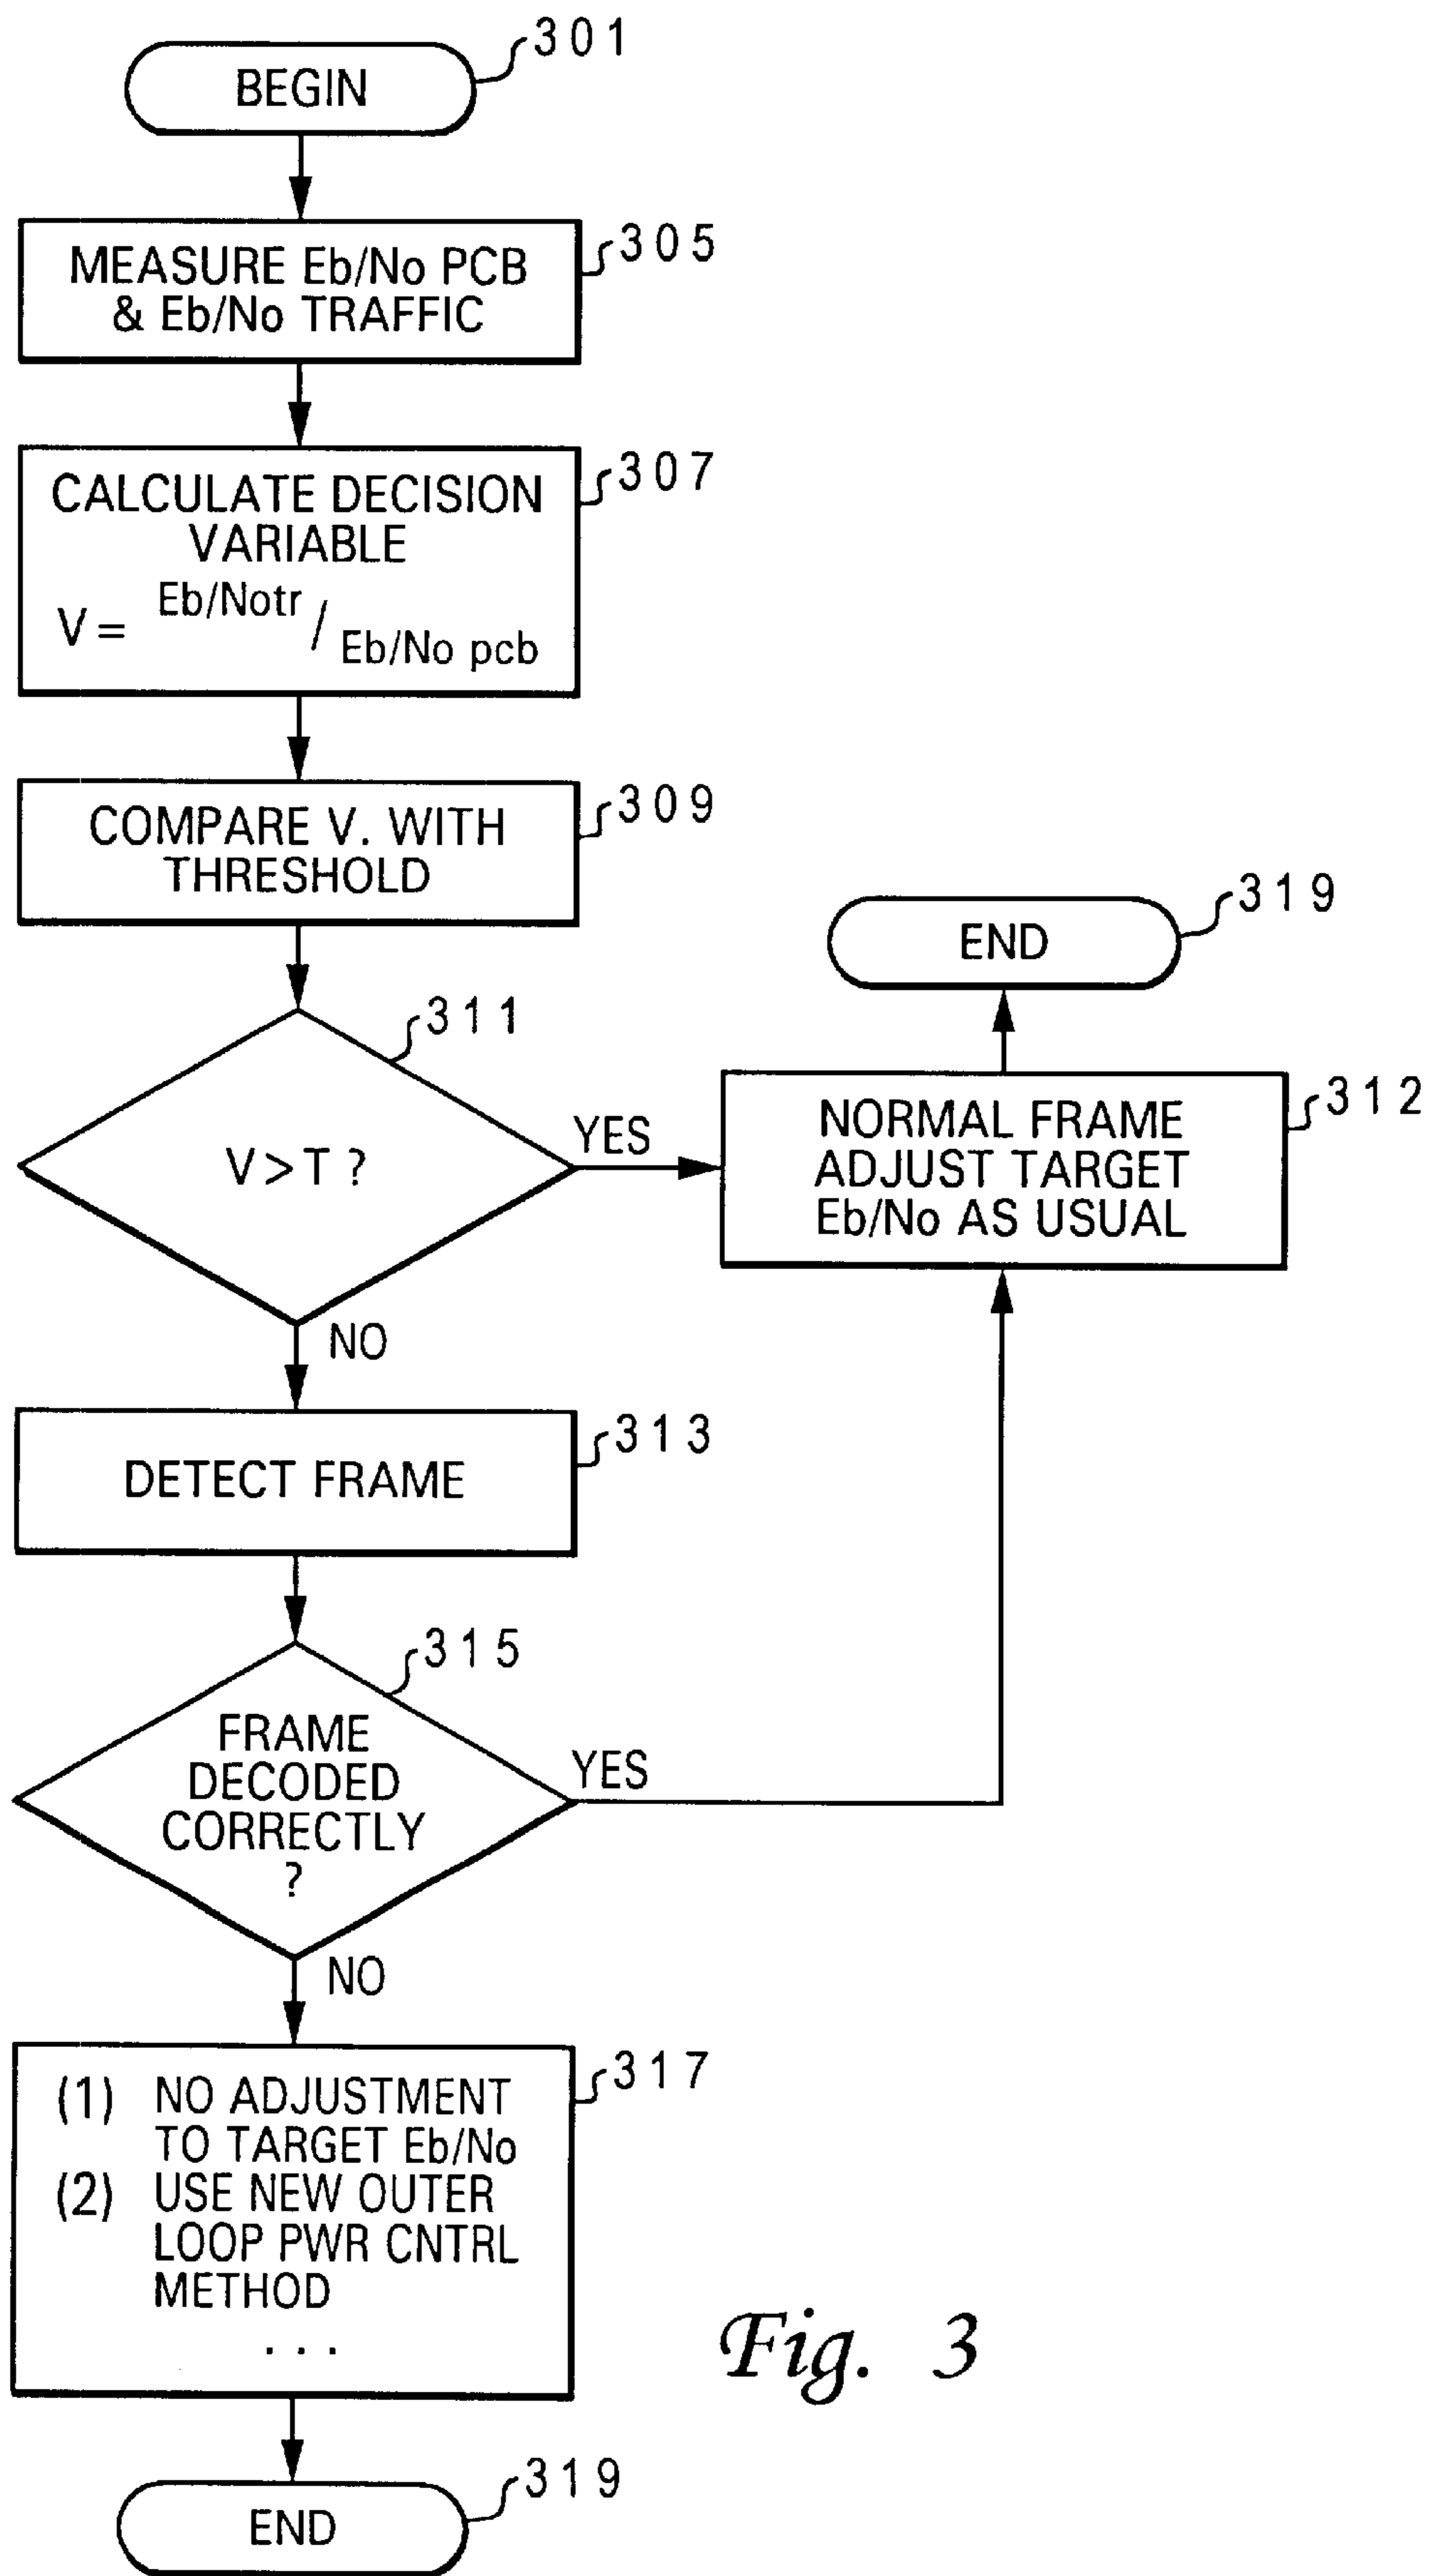 BEGIN
301
MEASURE Eb/No PCB
& Eb/No TRAFFIC
305
CALCULATE DECISION
VARIABLE
V = Eb/Notr / Eb/No pcb
307
COMPARE V. WITH
THRESHOLD
309
V > T ?
311
YES
NO
NORMAL FRAME
ADJUST TARGET
Eb/No AS USUAL
312
END
319
DETECT FRAME
313
FRAME
DECODED
CORRECTLY
?
315
YES
NO
(1) NO ADJUSTMENT
TO TARGET Eb/No
(2) USE NEW OUTER
LOOP PWR CNTRL
METHOD
. . .
317
END
319
Fig. 3